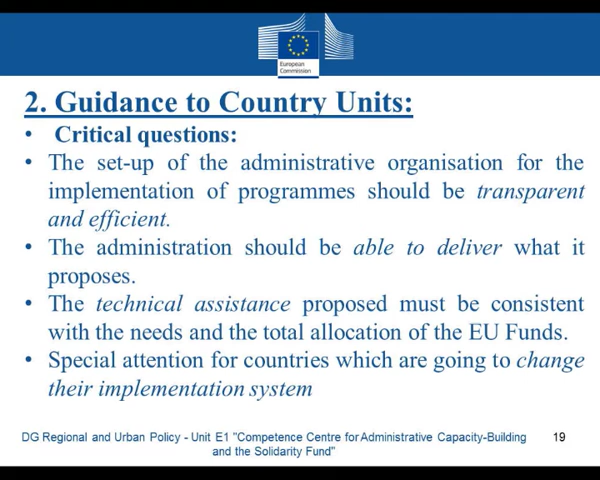 European
Commission
2. Guidance to Country Units:
• Critical questions:
• The set-up of the administrative organisation for the
implementation of programmes should be transparent
and efficient.
• The administration should be able to deliver what it
proposes.
• The technical assistance proposed must be consistent
with the needs and the total allocation of the EU Funds.
• Special attention for countries which are going to change
their implementation system
DG Regional and Urban Policy - Unit E1 "Competence Centre for Administrative Capacity-Building
and the Solidarity Fund"
19